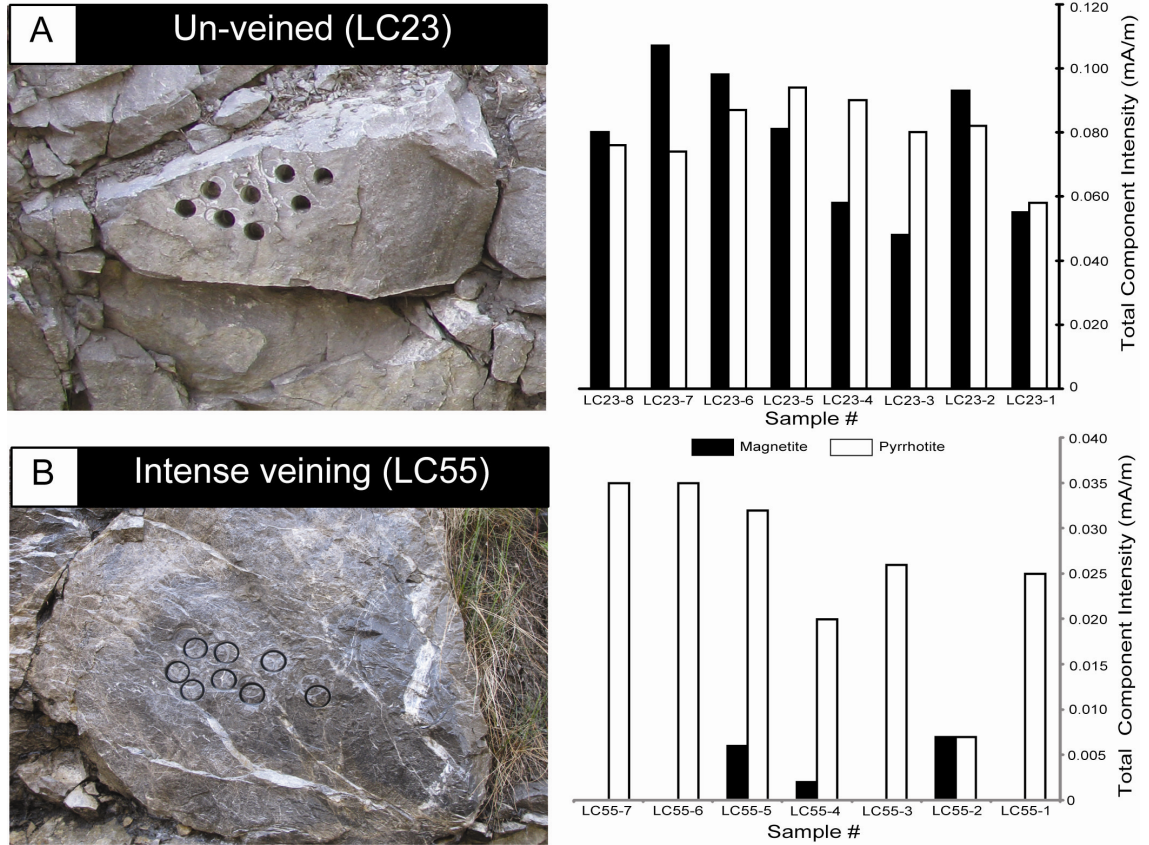 A
Un-veined (LC23)
0.120
0.100
0.080
0.060
0.040
0.020
0
Total Component Intensity (mA/m)
LC23-8 LC23-7 LC23-6 LC23-5 LC23-4 LC23-3 LC23-2 LC23-1
Sample #
B
Intense veining (LC55)
Magnetite Pyrrhotite
0.040
0.035
0.030
0.025
0.020
0.015
0.010
0.005
0
Total Component Intensity (mA/m)
LC55-7 LC55-6 LC55-5 LC55-4 LC55-3 LC55-2 LC55-1
Sample #